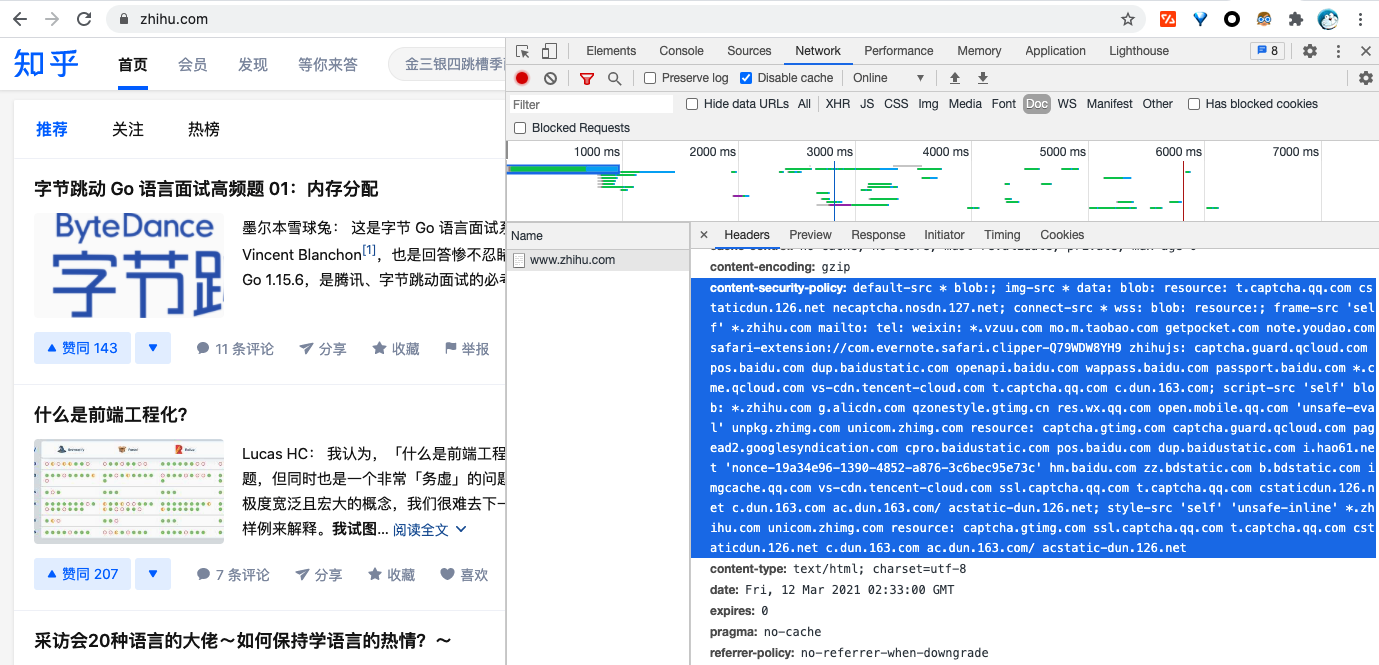 zhihu.com
知乎
首页 会员 发现 等你来答 金三银四跳槽季
推荐 关注 热榜
字节跳动 Go 语言面试高频题 01：内存分配
ByteDance
字节
墨尔本雪球兔： 这是字节 Go 语言面试
Vincent Blanchon[1]，也是回答惨不忍
Go 1.15.6，是腾讯、字节跳动面试的必
赞同 143 11 条评论 分享 收藏 举报
什么是前端工程化?
Lucas HC： 我认为，「什么是前端工程
题，但同时也是一个非常「务虚」的问题
极度宽泛且宏大的概念，我们很难去下一
样例来解释。我试图... 阅读全文
赞同 207 7 条评论 分享 收藏 喜欢
采访会20种语言的大佬～如何保持学语言的热情？～
Elements Console Sources Network Performance Memory Application Lighthouse 8
Preserve log Disable cache Online
Filter Hide data URLs All XHR JS CSS Img Media Font Doc WS Manifest Other Has blocked cookies
Blocked Requests
1000 ms 2000 ms 3000 ms 4000 ms 5000 ms 6000 ms 7000 ms
Name
www.zhihu.com
Headers Preview Response Initiator Timing Cookies
content-encoding: gzip
content-security-policy: default-src * blob:; img-src * data: blob: resource: t.captcha.qq.com cs
taticdun.126.net necaptcha.nosdn.127.net; connect-src * wss: blob: resource:; frame-src 'sel
f' *.zhihu.com mailto: tel: weixin: *.vzuu.com mo.m.taobao.com getpocket.com note.youdao.com
safari-extension://com.evernote.safari.clipper-Q79WDW8YH9 zhihujs: captcha.guard.qcloud.com
pos.baidu.com dup.baidustatic.com openapi.baidu.com wappass.baidu.com passport.baidu.com *.c
me.qcloud.com vs-cdn.tencent-cloud.com t.captcha.qq.com c.dun.163.com; script-src 'self' blo
b: *.zhihu.com g.alicdn.com qzonestyle.gtimg.cn res.wx.qq.com open.mobile.qq.com 'unsafe-eva
l' unpkg.zhimg.com unicom.zhimg.com resource: captcha.gtimg.com captcha.guard.qcloud.com pag
ead2.googlesyndication.com cpro.baidustatic.com pos.baidu.com dup.baidustatic.com i.hao61.ne
t 'nonce-19a34e96-1390-4852-a876-3c6bec95e73c' hm.baidu.com zz.bdstatic.com b.bdstatic.com i
mgcache.qq.com vs-cdn.tencent-cloud.com ssl.captcha.qq.com t.captcha.qq.com cstaticdun.126.n
et c.dun.163.com ac.dun.163.com/ acstatic-dun.126.net; style-src 'self' 'unsafe-inline' *.zh
ihu.com unicom.zhimg.com resource: captcha.gtimg.com ssl.captcha.qq.com t.captcha.qq.com cst
aticdun.126.net c.dun.163.com ac.dun.163.com/ acstatic-dun.126.net
content-type: text/html; charset=utf-8
date: Fri, 12 Mar 2021 02:33:00 GMT
expires: 0
pragma: no-cache
referrer-policy: no-referrer-when-downgrade